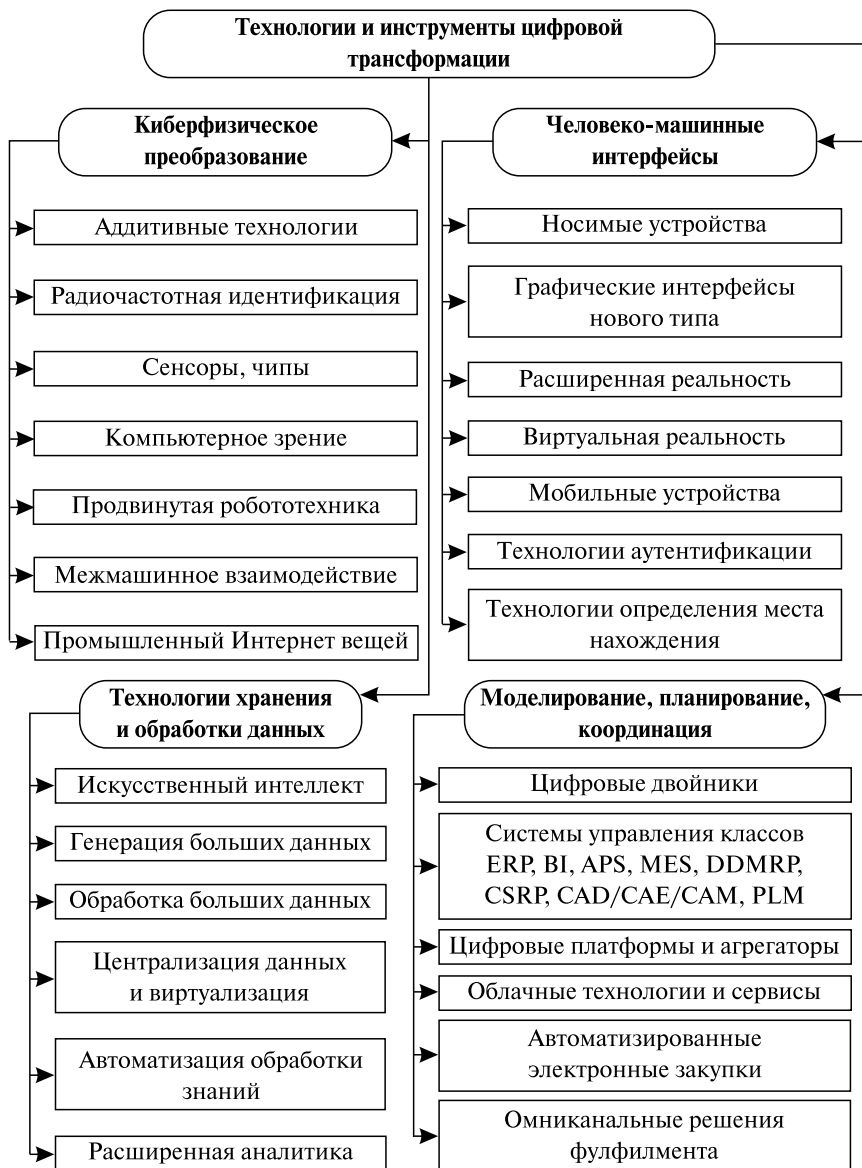 Технологии и инструменты цифровой
трансформации
Киберфизическое
преобразование
Аддитивные технологии
Радиочастотная идентификация
Сенсоры, чипы
Компьютерное зрение
Продвинутая робототехника
Межмашинное взаимодействие
Промышленный Интернет вещей
Человеко-машинные
интерфейсы
Носимые устройства
Графические интерфейсы
нового типа
Расширенная реальность
Виртуальная реальность
Мобильные устройства
Технологии аутентификации
Технологии определения места
нахождения
Технологии хранения
и обработки данных
Искусственный интеллект
Генерация больших данных
Обработка больших данных
Централизация данных
и виртуализация
Автоматизация обработки
знаний
Расширенная аналитика
Моделирование, планирование,
координация
Цифровые двойники
Системы управления классов
ERP, BI, APS, MES, DDMRP,
CSRP, CAD/CAE/CAM, PLM
Цифровые платформы и агрегаторы
Облачные технологии и сервисы
Автоматизированные
электронные закупки
Омниканальные решения
фулфилмента